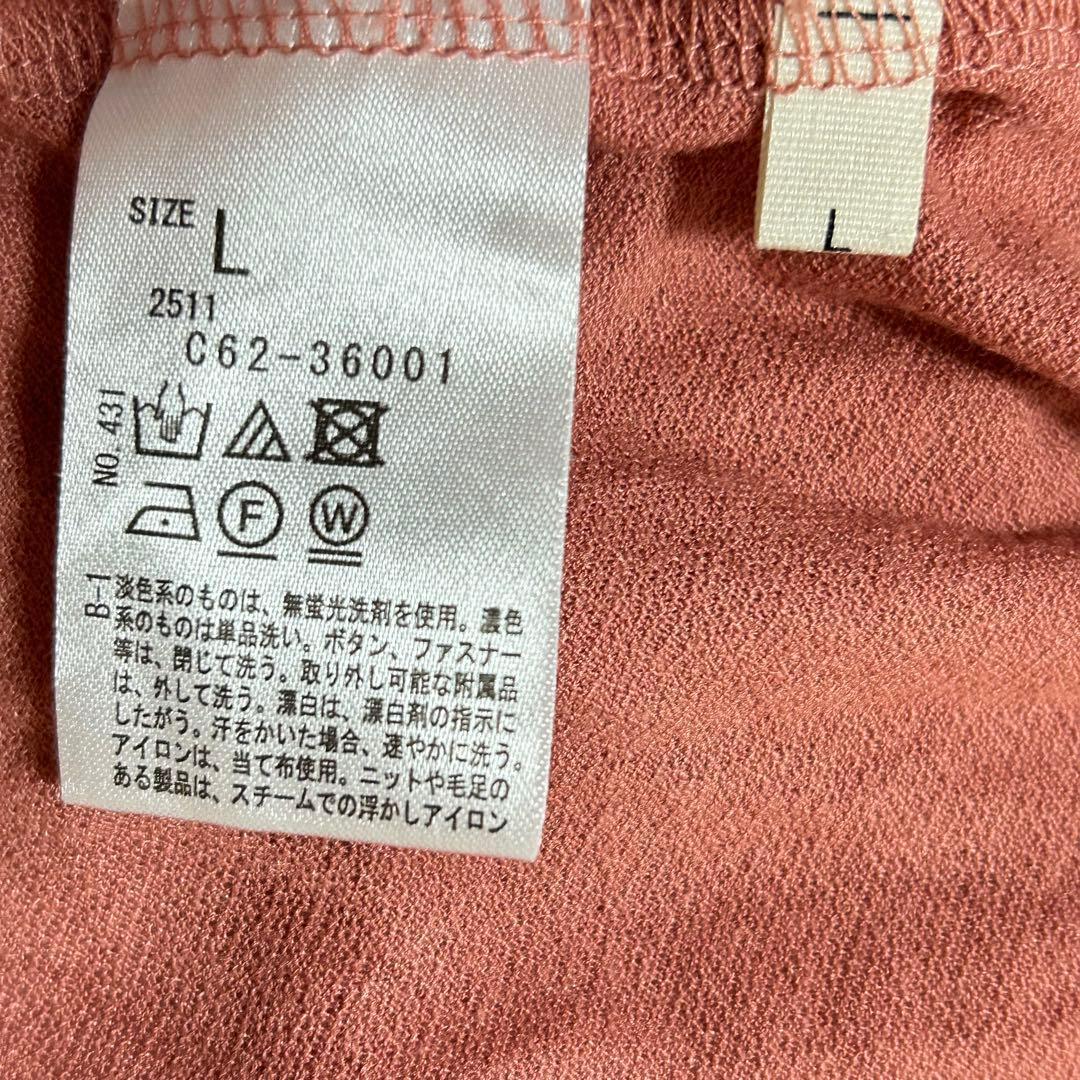 SIZE L
2511
C62-36001
NO. 431
F W
B-1
淡色系のものは、無蛍光洗剤を使用。濃色
系のものは単品洗い。ボタン、ファスナー
等は、閉じて洗う。取り外し可能な附属品
は、外して洗う。漂白は、漂白剤の指示に
したがう。汗をかいた場合、速やかに洗う。
アイロンは、当て布使用。ニットや毛足の
ある製品は、スチームでの浮かしアイロン
L